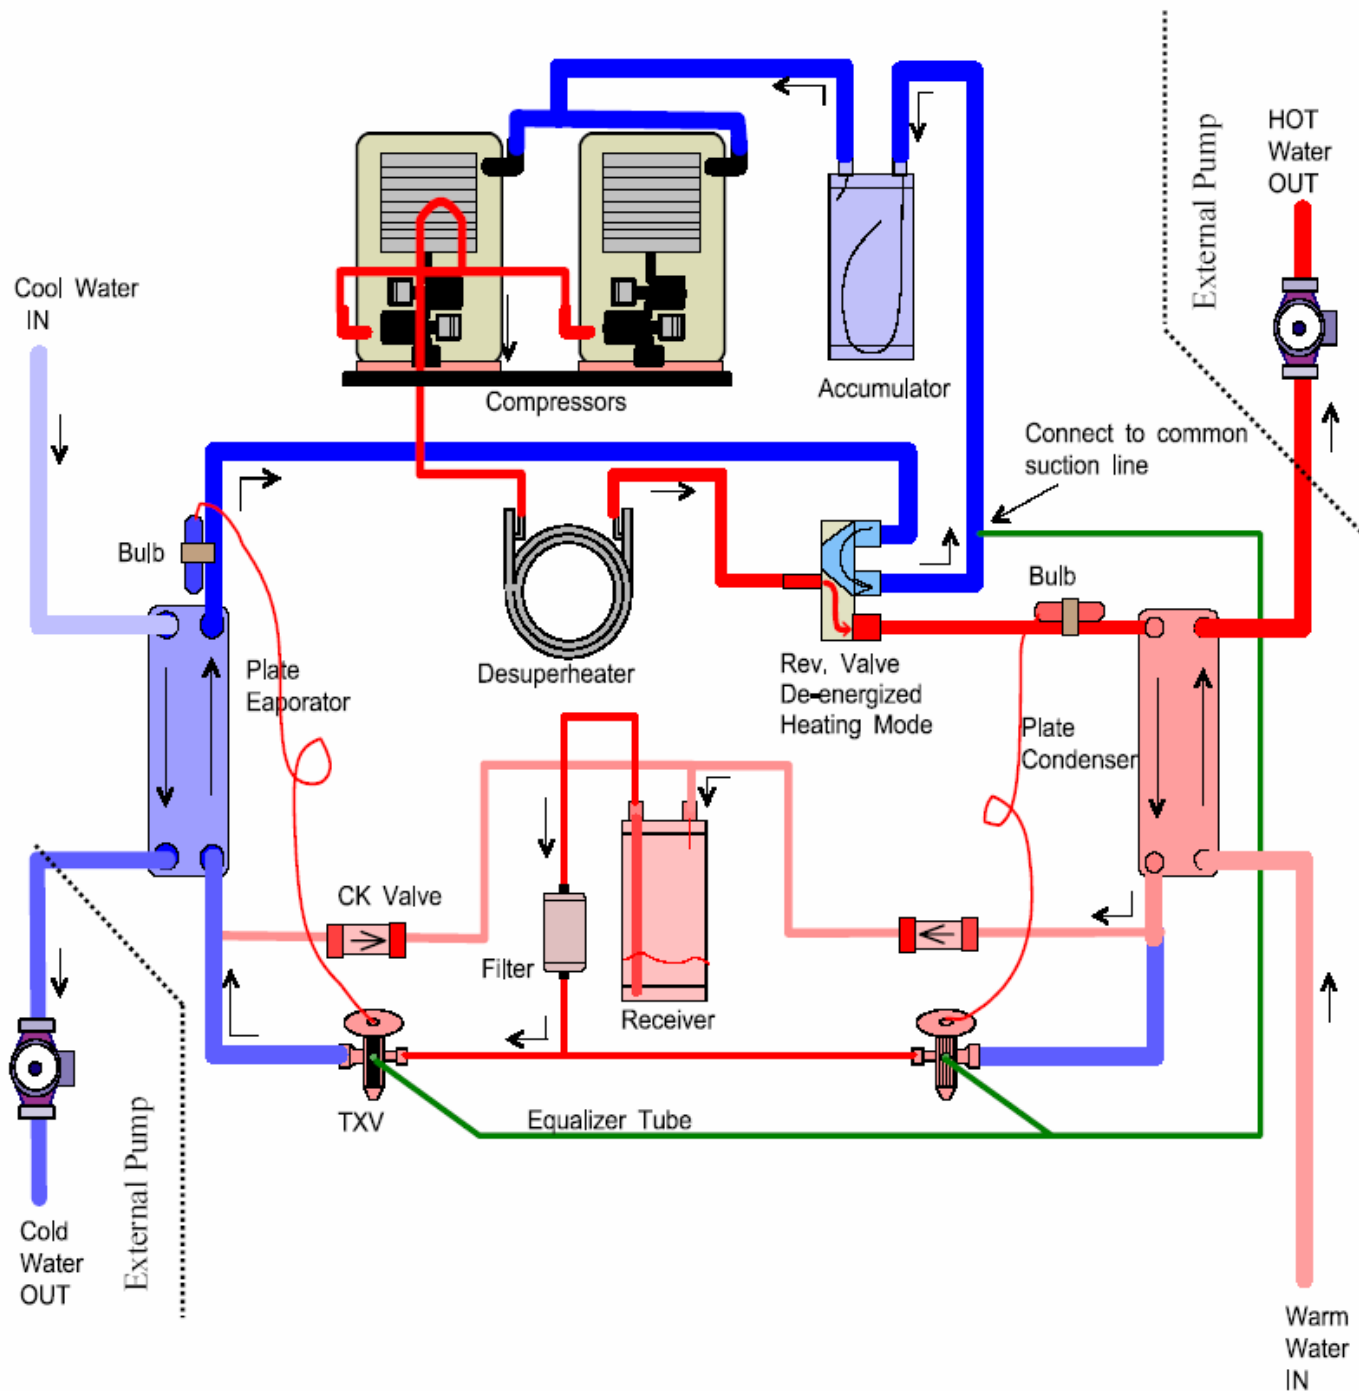 External Pump
HOT
Water
OUT
Cool Water
IN
Compressors
Accumulator
Connect to common
suction line
Bulb
Bulb
Plate
Eaporator
Desuperheater
Rev. Valve
De-energized
Heating Mode
Plate
Condenser
CK Valve
Filter
Receiver
TXV
Equalizer Tube
External Pump
Cold
Water
OUT
Warm
Water
IN